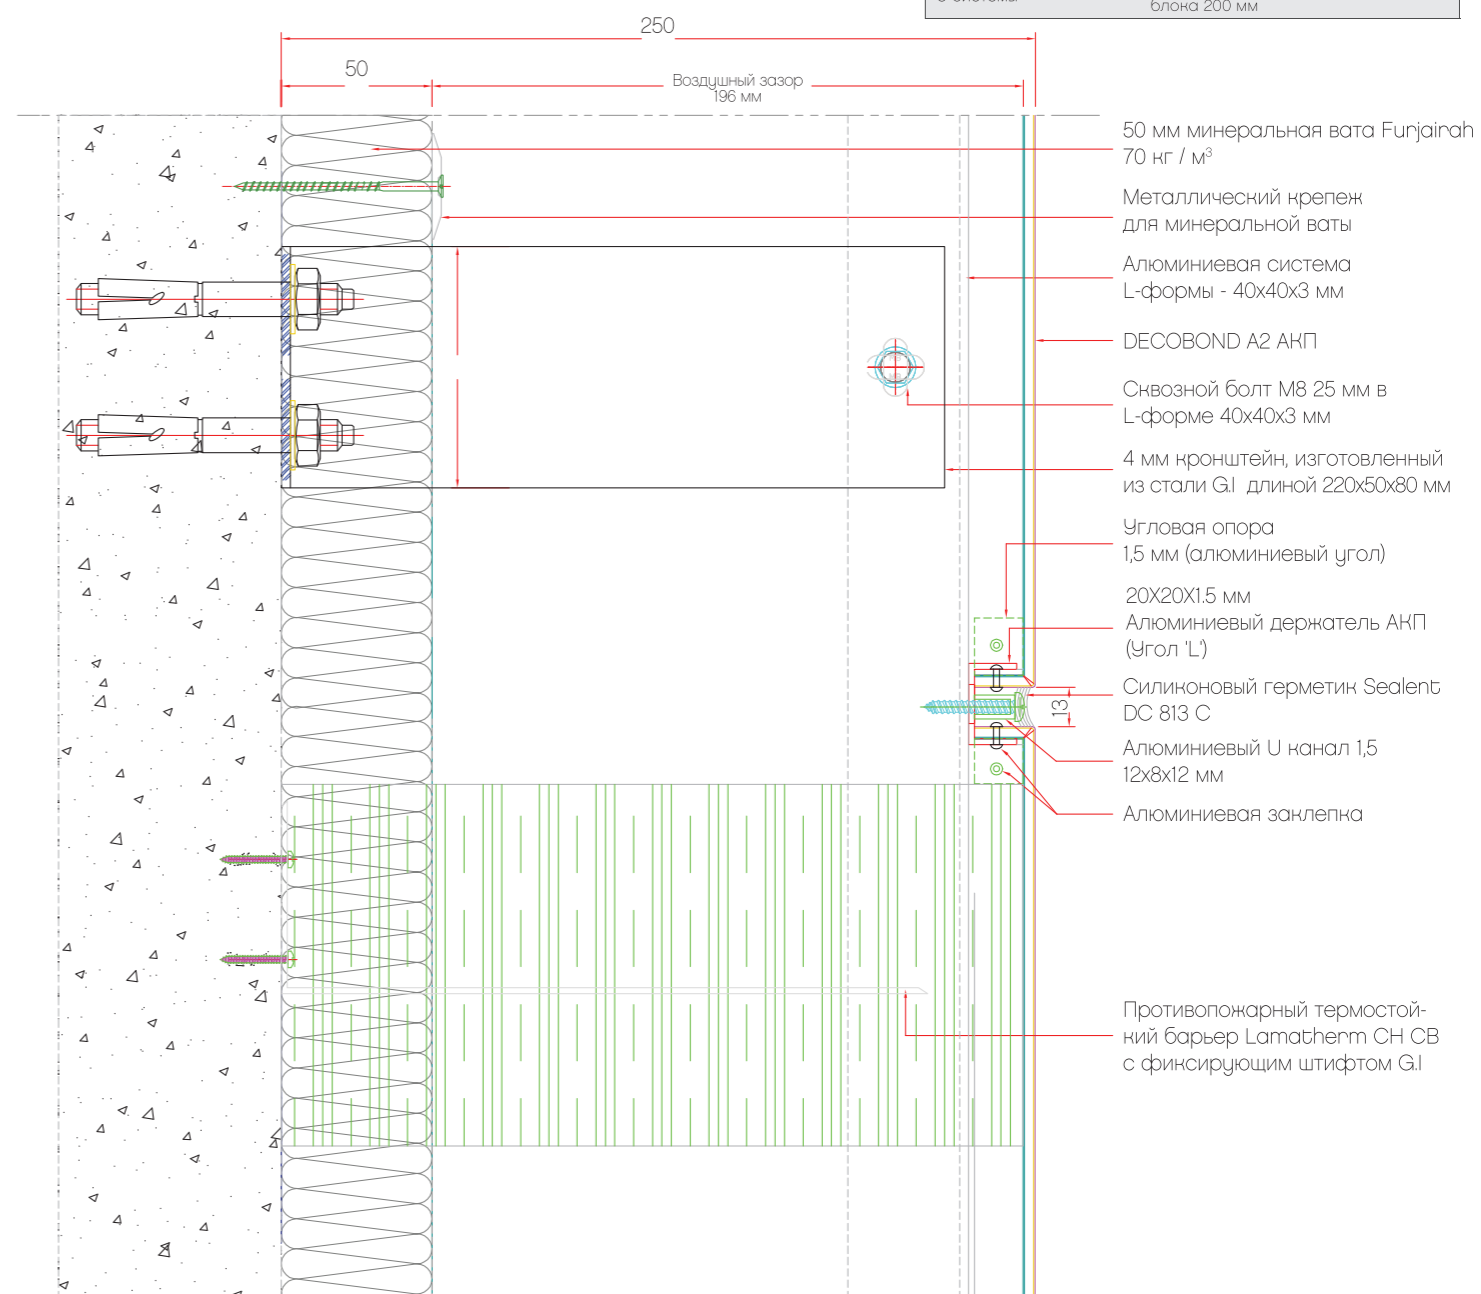 блока 200 мм
250
50
Воздушный зазор
196 мм
50 мм минеральная вата Furjairah
70 кг / м³
Металлический крепеж
для минеральной ваты
Алюминиевая система
L-формы - 40x40x3 мм
DECOBOND A2 АКП
Сквозной болт М8 25 мм в
L-форме 40x40x3 мм
4 мм кронштейн, изготовленный
из стали G.I длиной 220x50x80 мм
Угловая опора
1,5 мм (алюминиевый угол)
20X20X1.5 мм
Алюминиевый держатель АКП
(Угол 'L')
Силиконовый герметик Sealent
DC 813 C
13
Алюминиевый U канал 1,5
12x8x12 мм
Алюминиевая заклепка
Противопожарный термостой-
кий барьер Lamatherm CH CB
с фиксирующим штифтом G.I